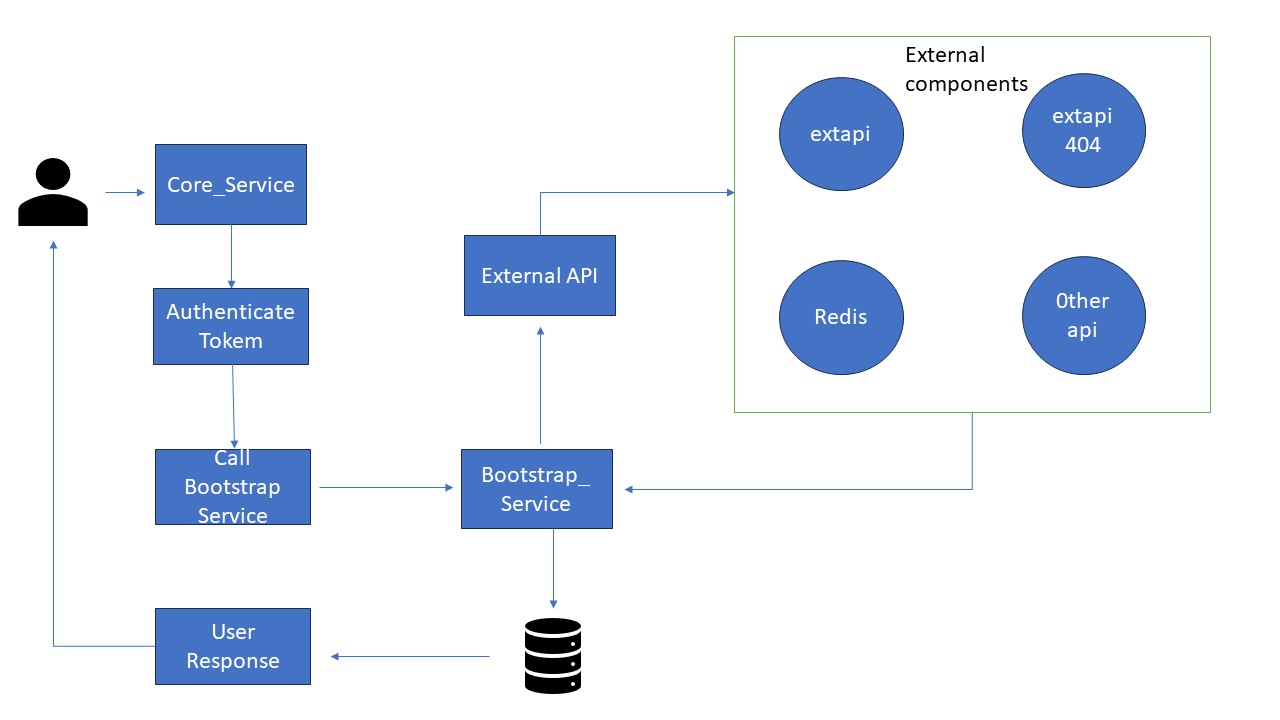 External
components
extapi
extapi
404
Core_Service
External API
Authenticate
Tokem
Redis
0ther
api
Call
Bootstrap
Service
Bootstrap_
Service
User
Response